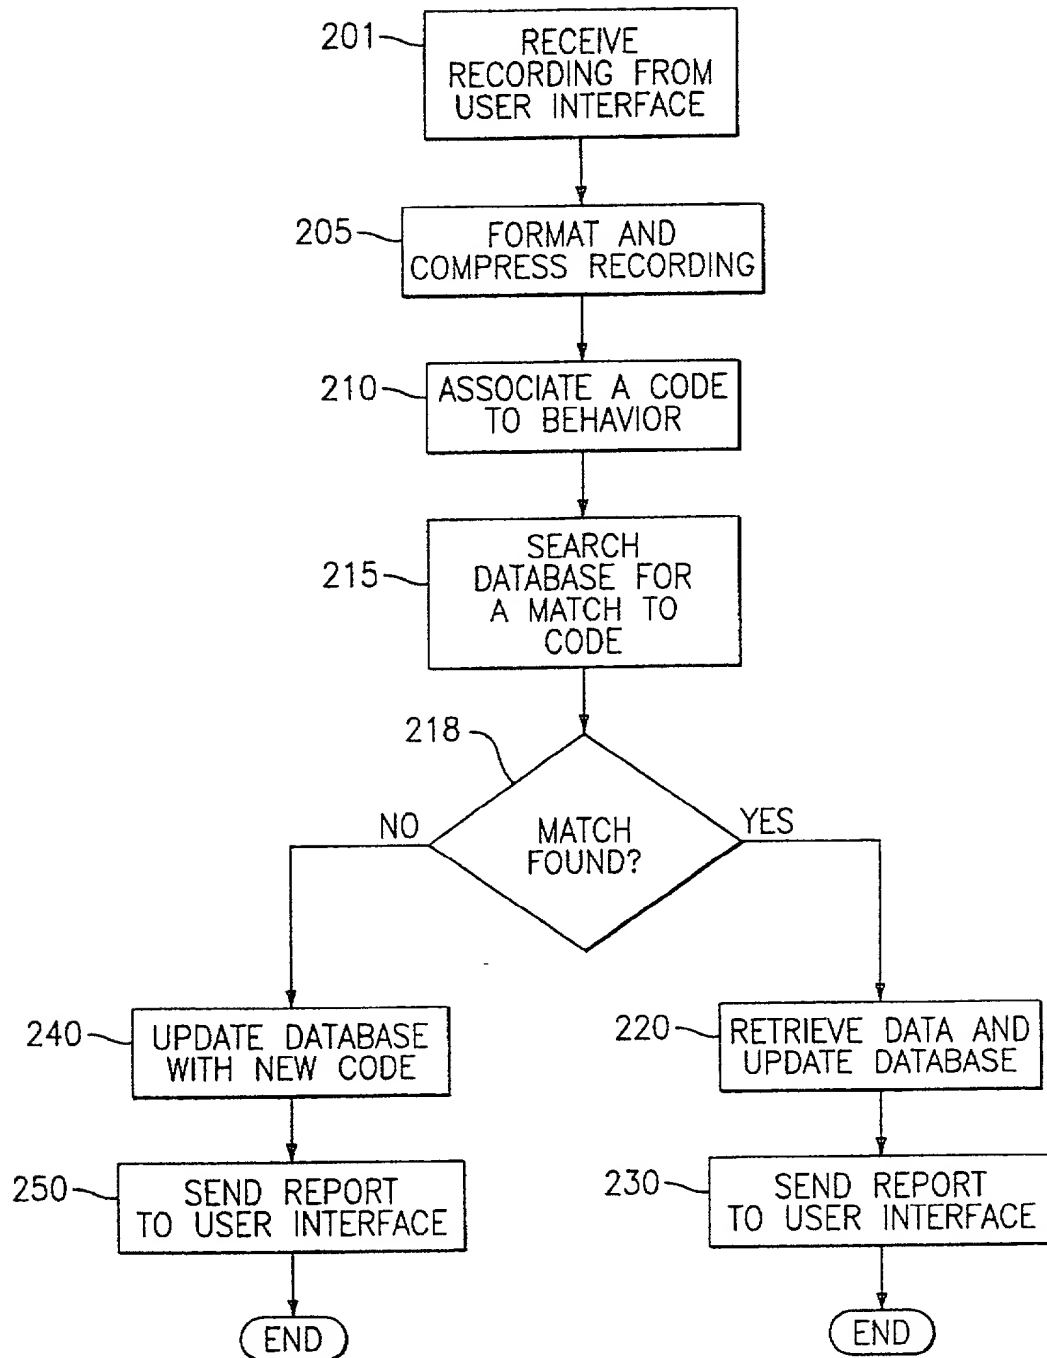 201
RECEIVE
RECORDING FROM
USER INTERFACE
205
FORMAT AND
COMPRESS RECORDING
210
ASSOCIATE A CODE
TO BEHAVIOR
215
SEARCH
DATABASE FOR
A MATCH TO
CODE
218
NO
MATCH
FOUND?
YES
240
UPDATE DATABASE
WITH NEW CODE
220
RETRIEVE DATA AND
UPDATE DATABASE
250
SEND REPORT
TO USER INTERFACE
230
SEND REPORT
TO USER INTERFACE
END
END